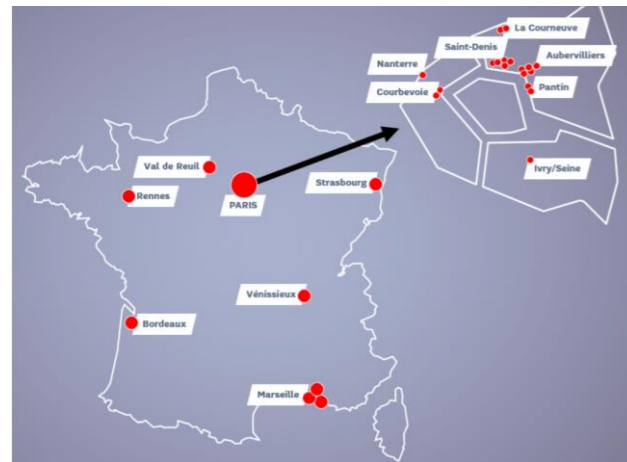 La Courneuve
Saint-Denis
Aubervilliers
Nanterre
Courbevoie
Pantin
Ivry/Seine
Val de Reuil
Strasbourg
Rennes
PARIS
Vénissieux
Bordeaux
Marseille